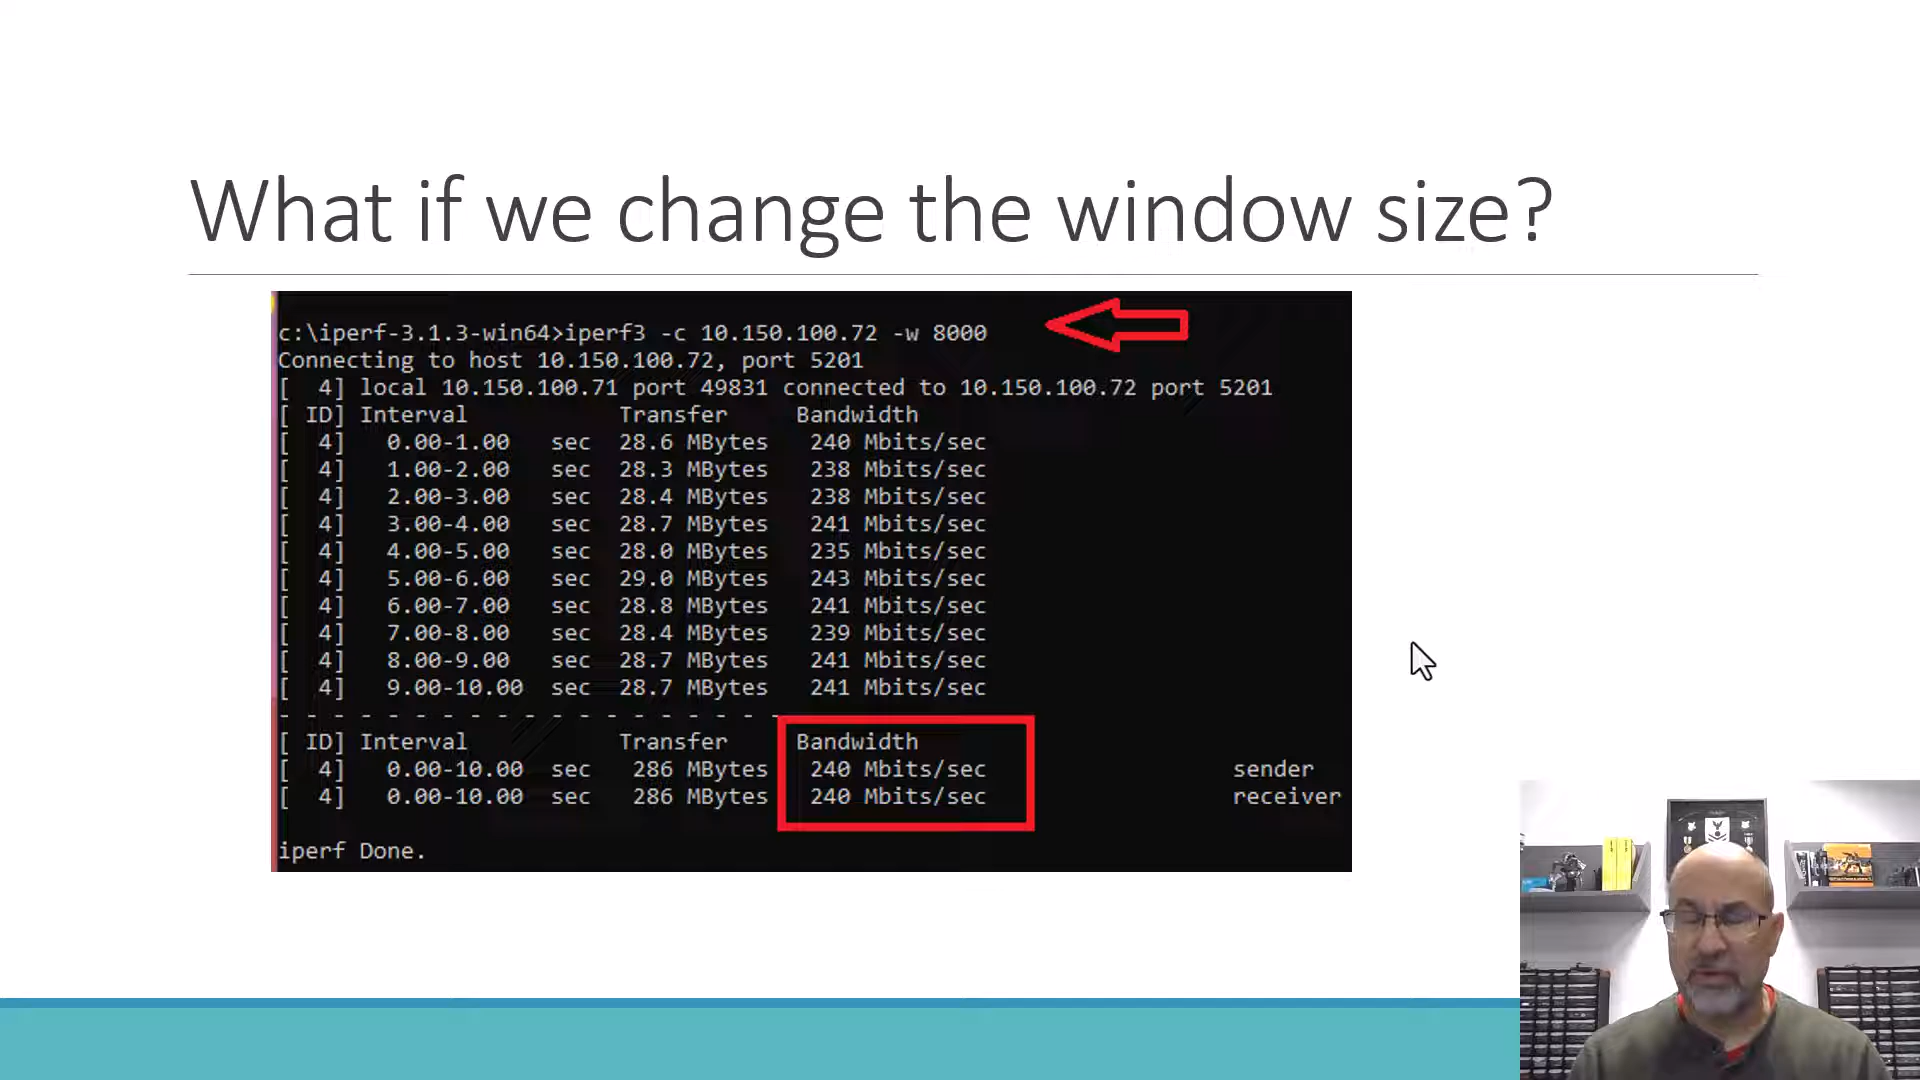 What if we change the window size?
c:\iperf-3.1.3-win64>iperf3 -c 10.150.100.72 -w 8000
Connecting to host 10.150.100.72, port 5201
[  4] local 10.150.100.71 port 49831 connected to 10.150.100.72 port 5201
[ ID] Interval           Transfer     Bandwidth
[  4]   0.00-1.00   sec  28.6 MBytes   240 Mbits/sec
[  4]   1.00-2.00   sec  28.3 MBytes   238 Mbits/sec
[  4]   2.00-3.00   sec  28.4 MBytes   238 Mbits/sec
[  4]   3.00-4.00   sec  28.7 MBytes   241 Mbits/sec
[  4]   4.00-5.00   sec  28.0 MBytes   235 Mbits/sec
[  4]   5.00-6.00   sec  29.0 MBytes   243 Mbits/sec
[  4]   6.00-7.00   sec  28.8 MBytes   241 Mbits/sec
[  4]   7.00-8.00   sec  28.4 MBytes   239 Mbits/sec
[  4]   8.00-9.00   sec  28.7 MBytes   241 Mbits/sec
[  4]   9.00-10.00  sec  28.7 MBytes   241 Mbits/sec
- - - - - - - - - - - - - - - - - - -
[ ID] Interval           Transfer     Bandwidth
[  4]   0.00-10.00  sec   286 MBytes   240 Mbits/sec                  sender
[  4]   0.00-10.00  sec   286 MBytes   240 Mbits/sec                  receiver
iperf Done.